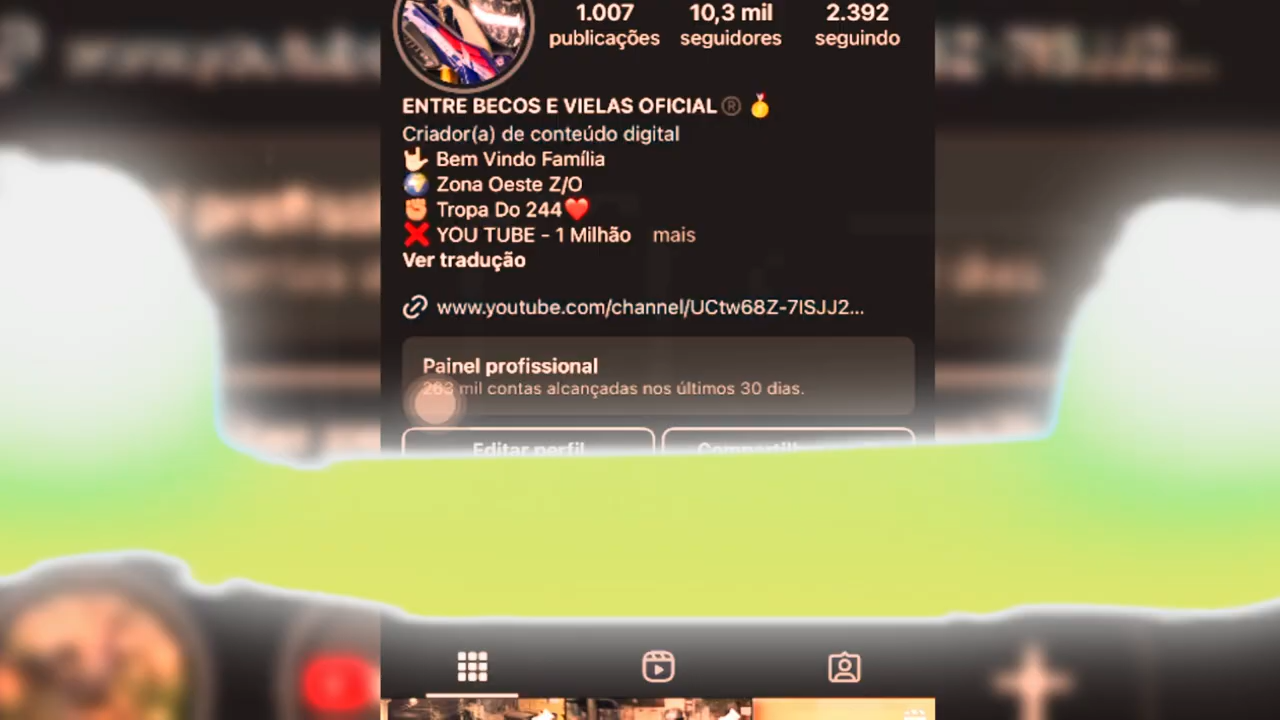 1.007 10,3 mil 2.392
publicações seguidores seguindo
ENTRE BECOS E VIELAS OFICIAL ® 🥇
Criador(a) de conteúdo digital
🤟 Bem Vindo Família
🌍 Zona Oeste Z/O
✊ Tropa Do 244❤️
❌ YOU TUBE - 1 Milhão mais
Ver tradução
www.youtube.com/channel/UCtw68Z-7ISJJ2...
Painel profissional
263 mil contas alcançadas nos últimos 30 dias.
Editar perfil